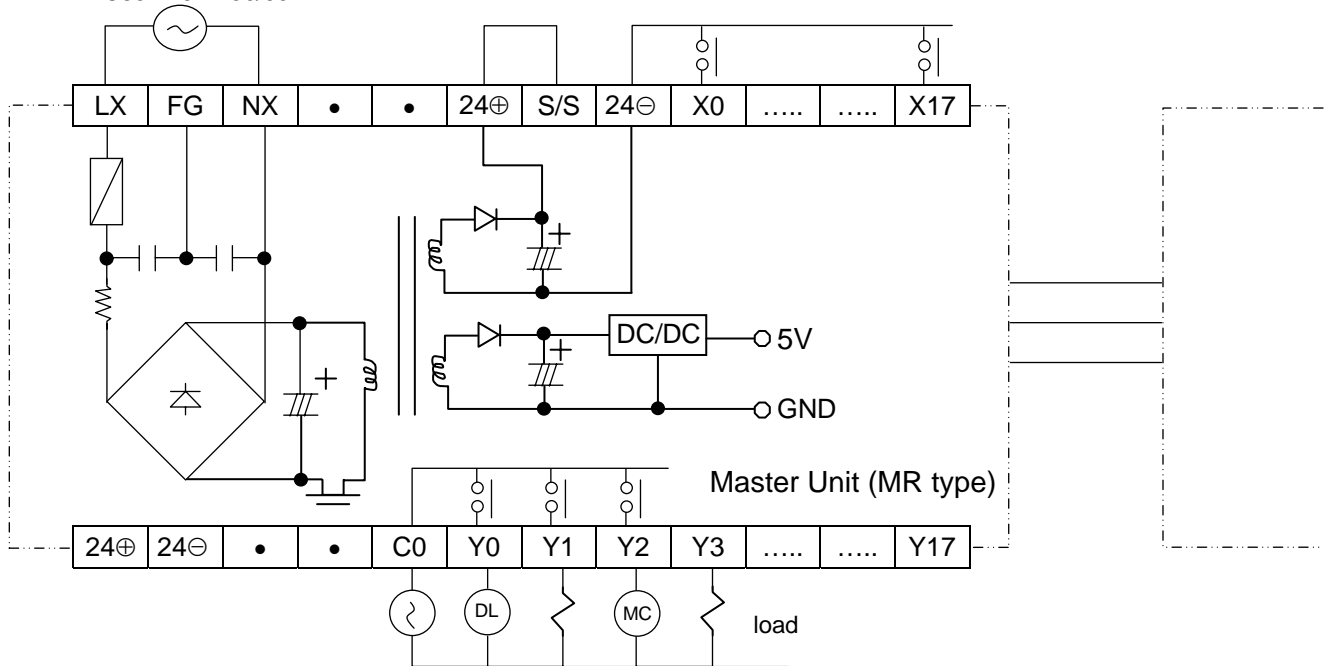 LX FG NX • • 24⊕ S/S 24⊖ X0 ..... ..... X17
+
DC/DC 5V
+
+
GND
Master Unit (MR type)
24⊕ 24⊖ • • C0 Y0 Y1 Y2 Y3 ..... ..... Y17
DL MC
load